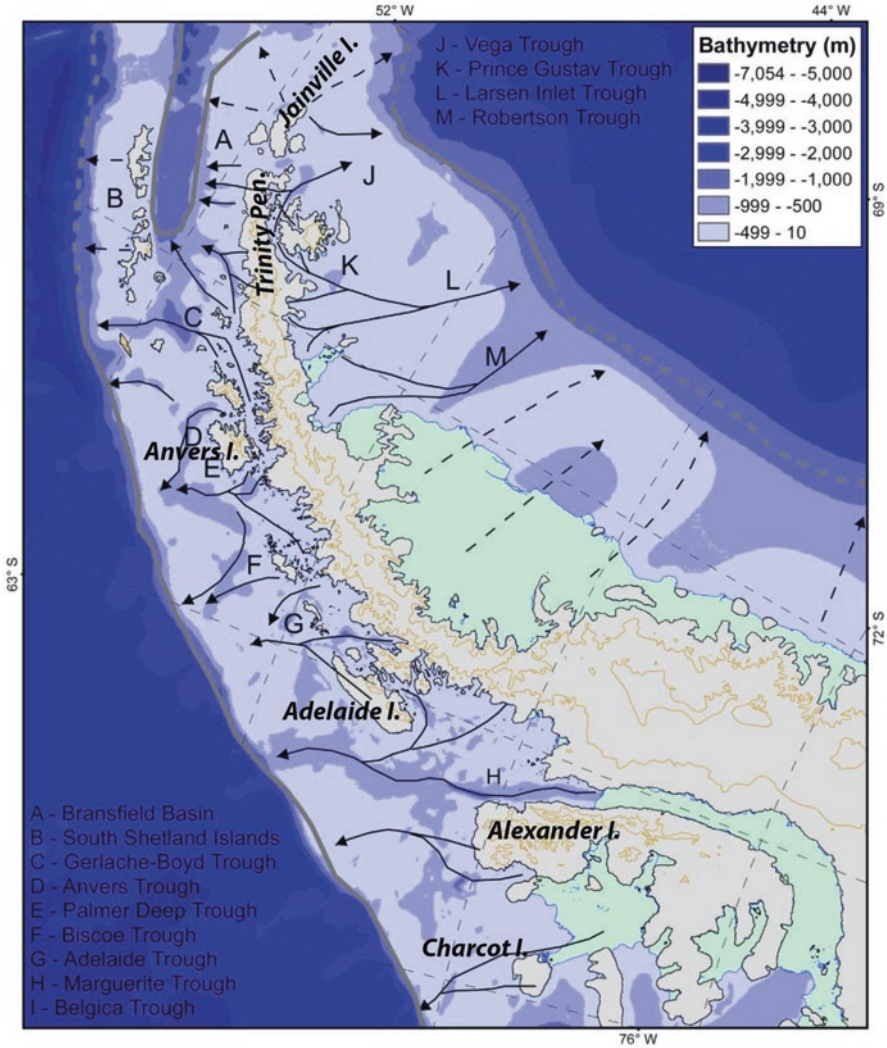 52° W
44° W
J - Vega Trough
K - Prince Gustav Trough
L - Larsen Inlet Trough
M - Robertson Trough
Bathymetry (m)
-7,054 - -5,000
-4,999 - -4,000
-3,999 - -3,000
-2,999 - -2,000
-1,999 - -1,000
-999 - -500
-499 - 10
Joinville I.
A
J
B
69° S
Trinity Pen.
K
L
C
M
D
Anvers I.
E
63° S
F
G
72° S
Adelaide I.
H
Alexander I.
Charcot I.
A - Bransfield Basin
B - South Shetland Islands
C - Gerlache-Boyd Trough
D - Anvers Trough
E - Palmer Deep Trough
F - Biscoe Trough
G - Adelaide Trough
H - Marguerite Trough
I - Belgica Trough
76° W